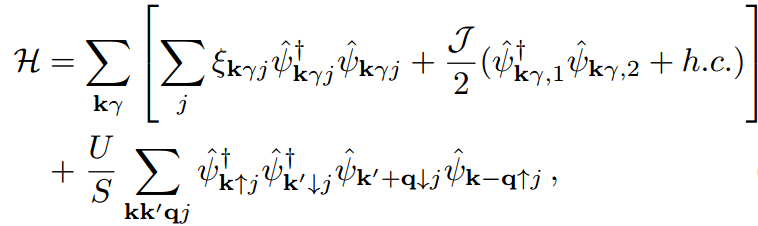 \mathcal{H} = \sum_{\mathbf{k}\gamma} \left[ \sum_{j} \xi_{\mathbf{k}\gamma j} \hat{\psi}^{\dagger}_{\mathbf{k}\gamma j} \hat{\psi}_{\mathbf{k}\gamma j} + \frac{\mathcal{J}}{2} (\hat{\psi}^{\dagger}_{\mathbf{k}\gamma,1} \hat{\psi}_{\mathbf{k}\gamma,2} + h.c.) \right]
+ \frac{U}{S} \sum_{\mathbf{k}\mathbf{k}'\mathbf{q}j} \hat{\psi}^{\dagger}_{\mathbf{k}\uparrow j} \hat{\psi}^{\dagger}_{\mathbf{k}'\downarrow j} \hat{\psi}_{\mathbf{k}'+\mathbf{q}\downarrow j} \hat{\psi}_{\mathbf{k}-\mathbf{q}\uparrow j} ,